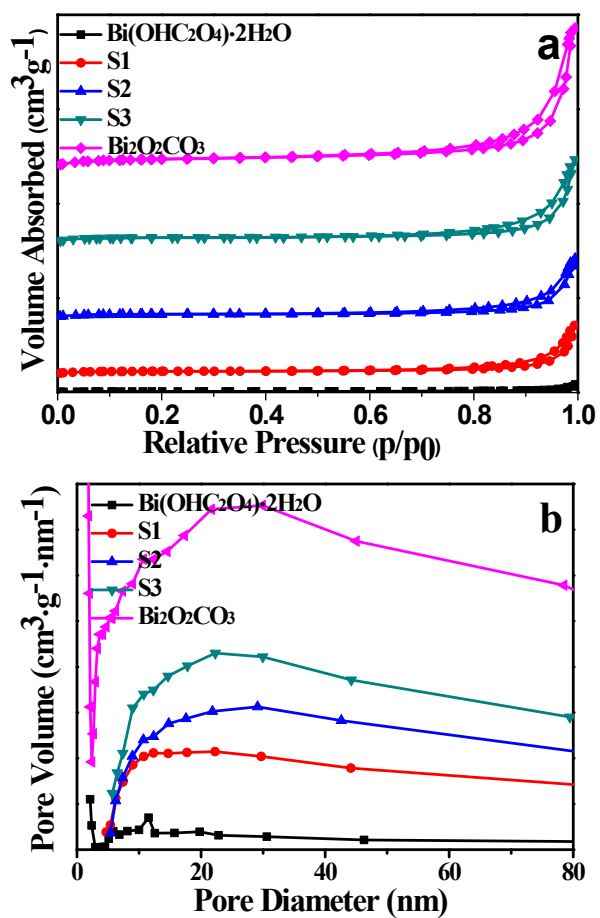 a
Bi(OHC₂O₄)·2H₂O
S1
S2
S3
Bi₂O₂CO₃
Volume Absorbed (cm³g⁻¹)
0.0 0.2 0.4 0.6 0.8 1.0
Relative Pressure (p/p0)
b
Bi(OHC₂O₄)·2H₂O
S1
S2
S3
Bi₂O₂CO₃
Pore Volume (cm³·g⁻¹·nm⁻¹)
0 20 40 60 80
Pore Diameter (nm)